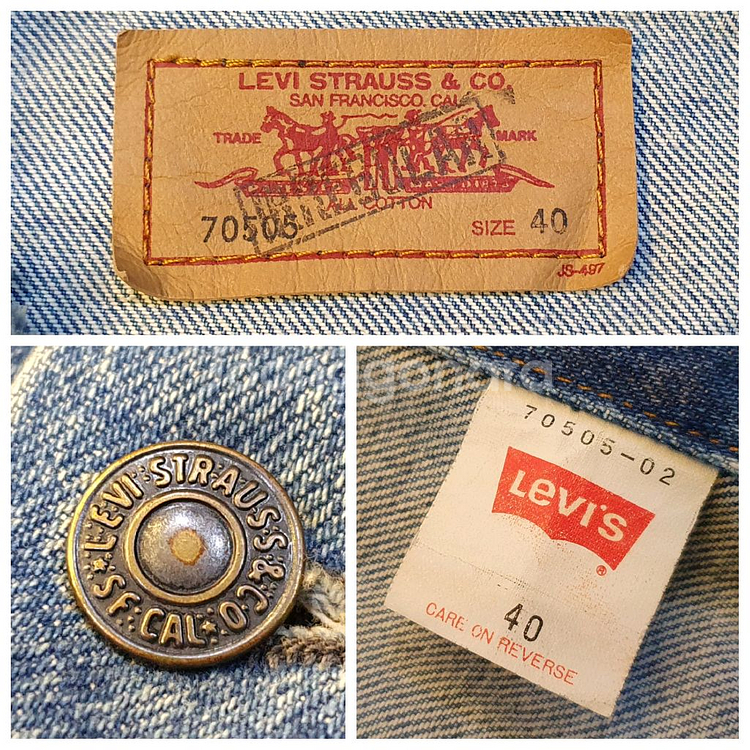 LEVI STRAUSS & CO.
SAN FRANCISCO. CAL.
TRADE MARK
IRREGULAR
COTTON
70505 SIZE 40
JS-497
LEVI STRAUSS & CO. S.F. CAL.
70505-02
LEVI'S
®
40
CARE ON REVERSE